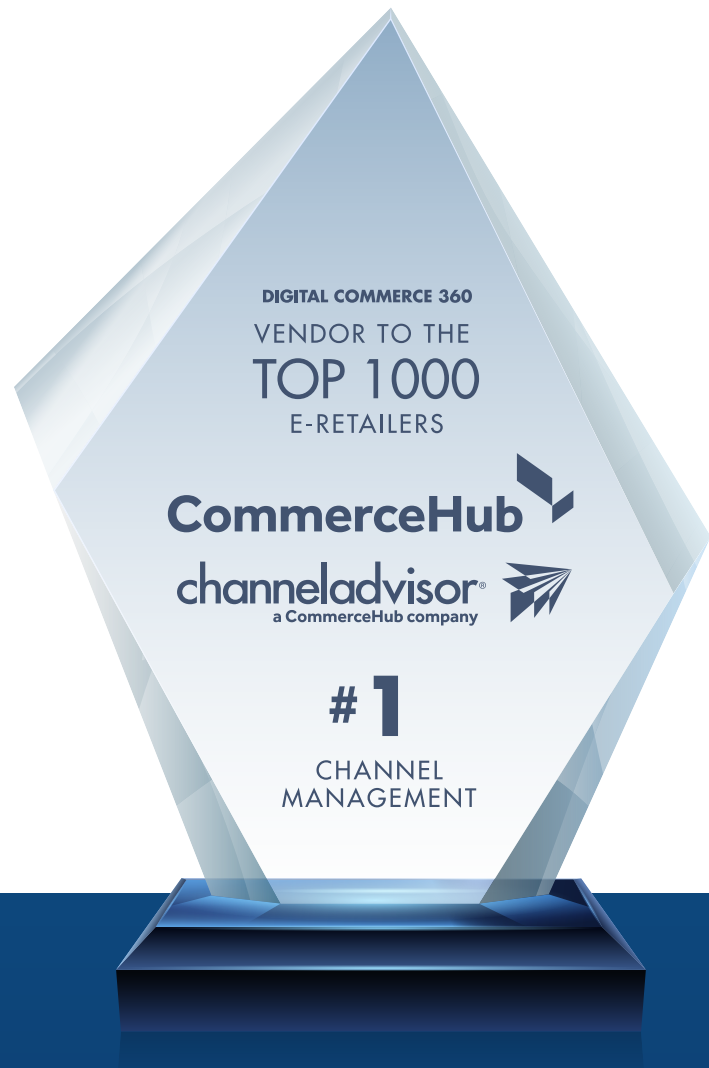 DIGITAL COMMERCE 360
VENDOR TO THE
TOP 1000
E-RETAILERS
CommerceHub
channeladvisor®
a CommerceHub company
#1
CHANNEL
MANAGEMENT